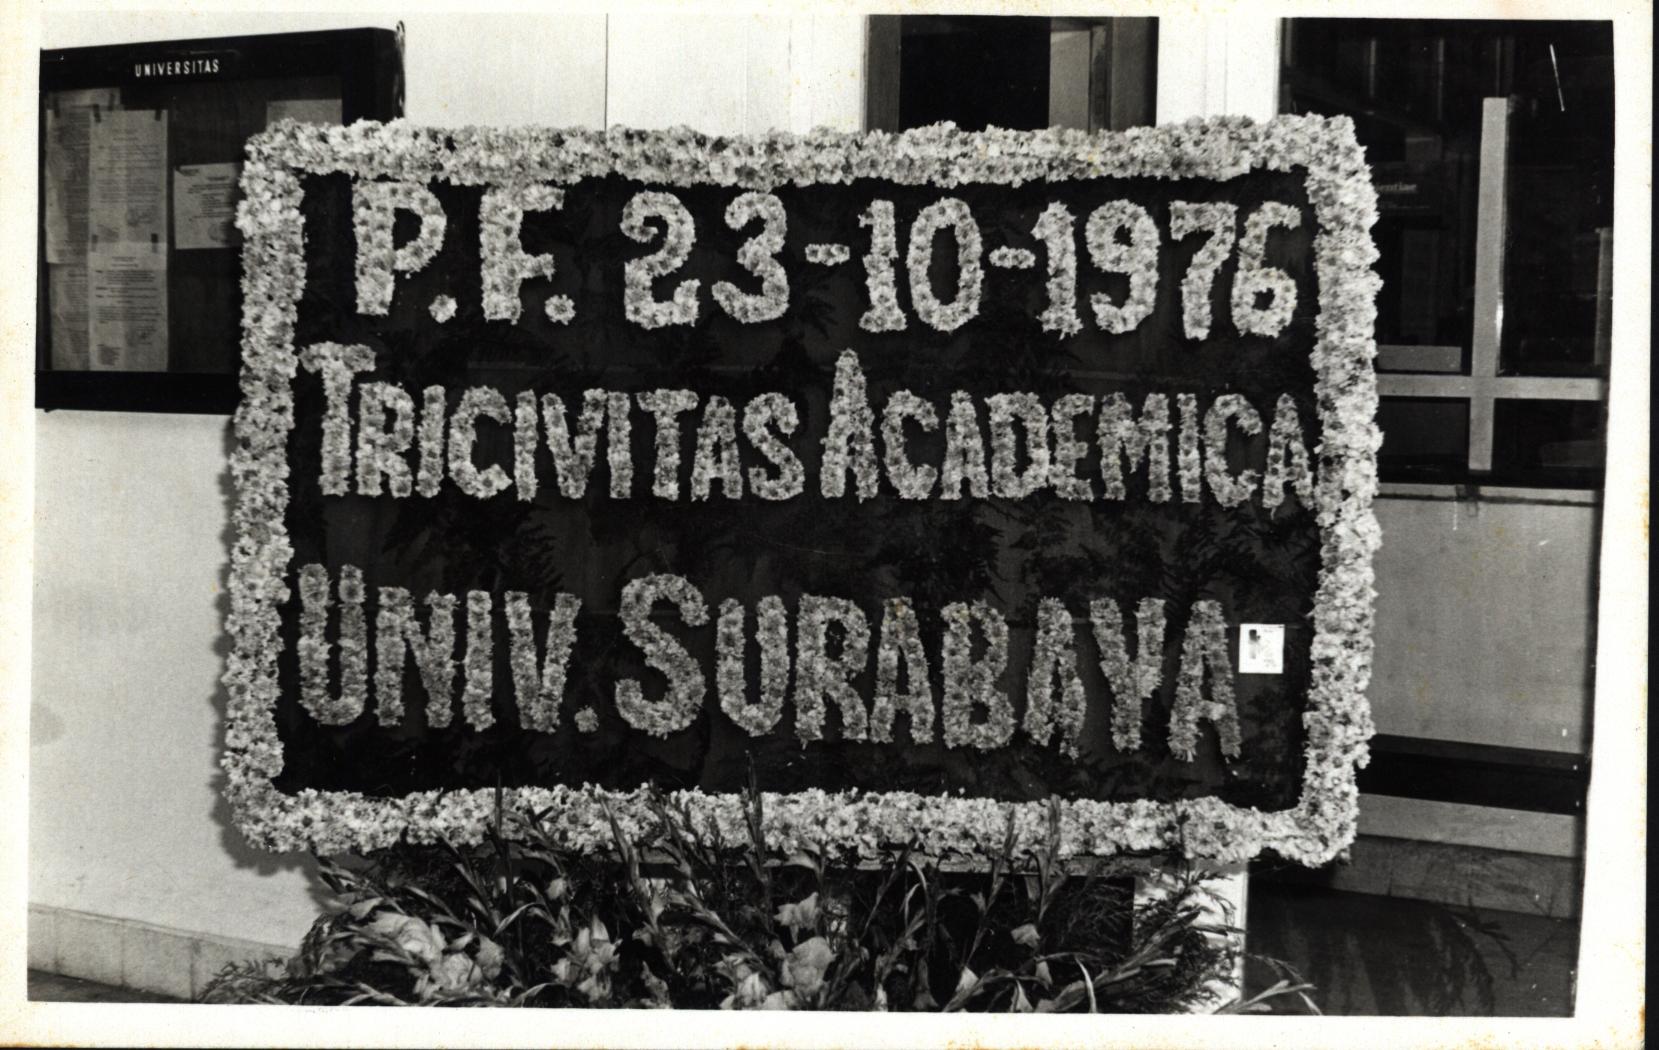 UNIVERSITAS
P.F. 23-10-1976
TRICIVITAS ACADEMICA
UNIV. SURABAYA